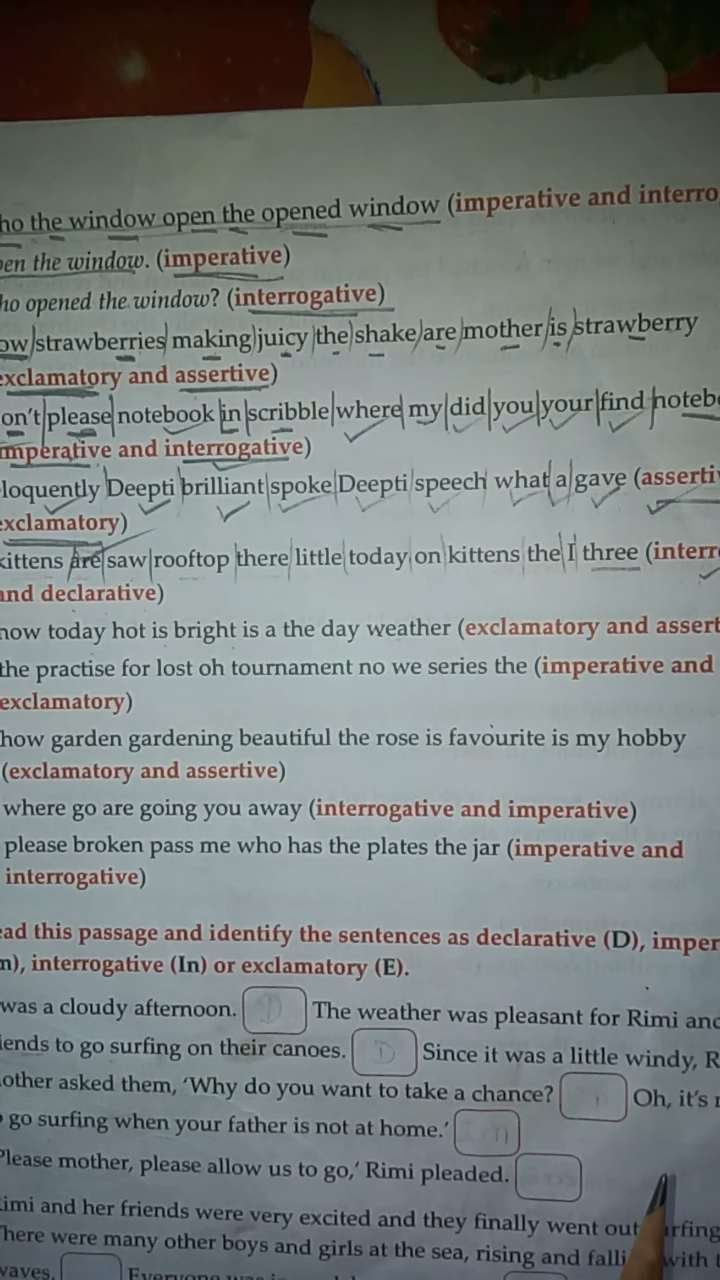 ho the window open the opened window (imperative and interro
en the window. (imperative)
ho opened the window? (interrogative)
ow strawberries making juicy the shake are mother is strawberry
exclamatory and assertive)
on't please notebook in scribble where my did you your find noteb
mperative and interrogative)
loquently Deepti brilliant spoke Deepti speech what a gave (asserti
exclamatory)
kittens are saw rooftop there little today on kittens the I three (interr
and declarative)
how today hot is bright is a the day weather (exclamatory and assert
the practise for lost oh tournament no we series the (imperative and
exclamatory)
how garden gardening beautiful the rose is favourite is my hobby
(exclamatory and assertive)
where go are going you away (interrogative and imperative)
please broken pass me who has the plates the jar (imperative and
interrogative)
ead this passage and identify the sentences as declarative (D), imper
n), interrogative (In) or exclamatory (E).
was a cloudy afternoon. D The weather was pleasant for Rimi and
iends to go surfing on their canoes. D Since it was a little windy, R
other asked them, 'Why do you want to take a chance? Oh, it's
go surfing when your father is not at home.'
Please mother, please allow us to go,' Rimi pleaded.
imi and her friends were very excited and they finally went out urfing
There were many other boys and girls at the sea, rising and falli with
waves.